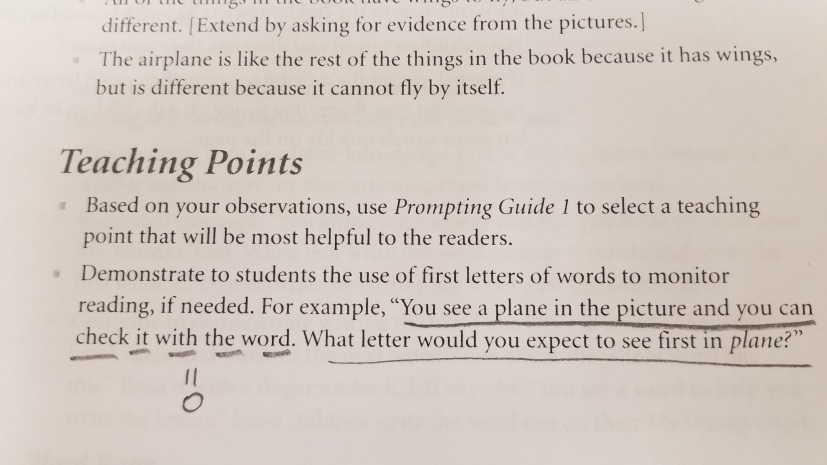 different. [Extend by asking for evidence from the pictures.]
The airplane is like the rest of the things in the book because it has wings,
but is different because it cannot fly by itself.
Teaching Points
Based on your observations, use Prompting Guide 1 to select a teaching
point that will be most helpful to the readers.
Demonstrate to students the use of first letters of words to monitor
reading, if needed. For example, “You see a plane in the picture and you can
check it with the word. What letter would you expect to see first in plane?”